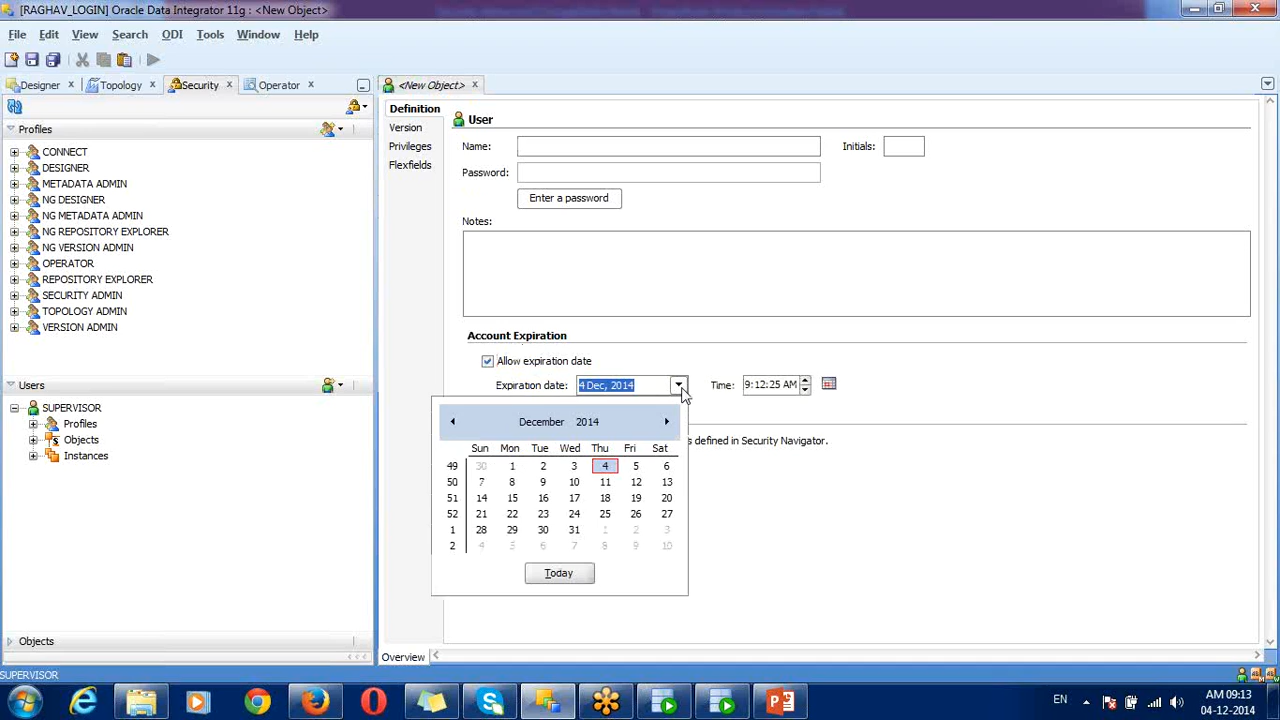 [RAGHAV_LOGIN] Oracle Data Integrator 11g : <New Object>
File Edit View Search ODI Tools Window Help
Designer Topology Security Operator
<New Object>
Profiles
CONNECT
DESIGNER
METADATA ADMIN
NG DESIGNER
NG METADATA ADMIN
NG REPOSITORY EXPLORER
NG VERSION ADMIN
OPERATOR
REPOSITORY EXPLORER
SECURITY ADMIN
TOPOLOGY ADMIN
VERSION ADMIN
Users
SUPERVISOR
Profiles
Objects
Instances
Objects
Definition
Version
Privileges
Flexfields
User
Name: Initials:
Password:
Enter a password
Notes:
Account Expiration
Allow expiration date
Expiration date: 4 Dec, 2014 Time: 9:12:25 AM
December 2014
Sun Mon Tue Wed Thu Fri Sat
49 30 1 2 3 4 5 6
50 7 8 9 10 11 12 13
51 14 15 16 17 18 19 20
52 21 22 23 24 25 26 27
1 28 29 30 31 1 2 3
2 4 5 6 7 8 9 10
Today
s defined in Security Navigator.
Overview
SUPERVISOR
EN
AM 09:13
04-12-2014